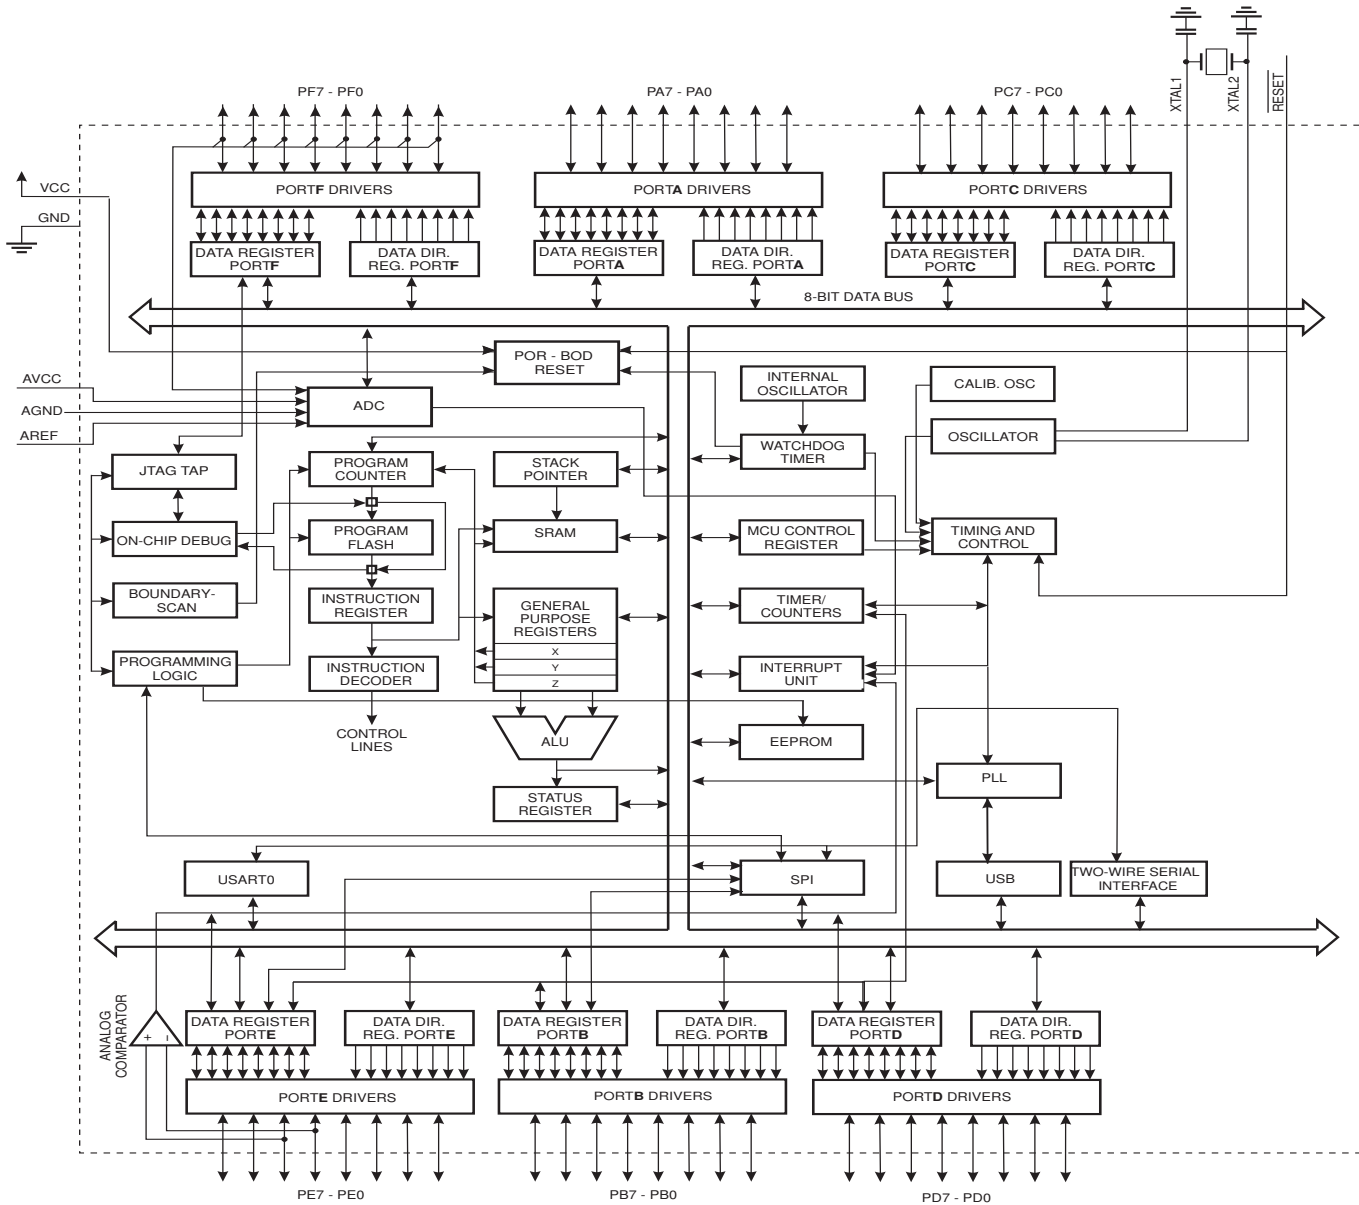 XTAL1
XTAL2
RESET
PF7 - PF0
PA7 - PA0
PC7 - PC0
VCC
GND
PORTF DRIVERS
PORTA DRIVERS
PORTC DRIVERS
DATA REGISTER
PORTF
DATA DIR.
REG. PORTF
DATA REGISTER
PORTA
DATA DIR.
REG. PORTA
DATA REGISTER
PORTC
DATA DIR.
REG. PORTC
8-BIT DATA BUS
POR - BOD
RESET
INTERNAL
OSCILLATOR
CALIB. OSC
AVCC
AGND
AREF
ADC
OSCILLATOR
WATCHDOG
TIMER
JTAG TAP
PROGRAM
COUNTER
STACK
POINTER
ON-CHIP DEBUG
PROGRAM
FLASH
SRAM
MCU CONTROL
REGISTER
TIMING AND
CONTROL
BOUNDARY-
SCAN
INSTRUCTION
REGISTER
GENERAL
PURPOSE
REGISTERS
X
Y
Z
TIMER/
COUNTERS
PROGRAMMING
LOGIC
INSTRUCTION
DECODER
INTERRUPT
UNIT
CONTROL
LINES
ALU
EEPROM
STATUS
REGISTER
PLL
USART0
SPI
USB
TWO-WIRE SERIAL
INTERFACE
ANALOG
COMPARATOR
+
-
DATA REGISTER
PORTE
DATA DIR.
REG. PORTE
DATA REGISTER
PORTB
DATA DIR.
REG. PORTB
DATA REGISTER
PORTD
DATA DIR.
REG. PORTD
PORTE DRIVERS
PORTB DRIVERS
PORTD DRIVERS
PE7 - PE0
PB7 - PB0
PD7 - PD0